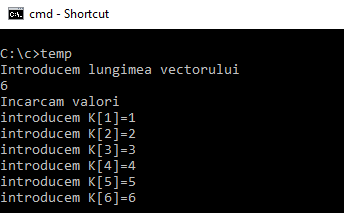 cmd - Shortcut
C:\c>temp
Introducem lungimea vectorului
6
Incarcam valori
introducem K[1]=1
introducem K[2]=2
introducem K[3]=3
introducem K[4]=4
introducem K[5]=5
introducem K[6]=6